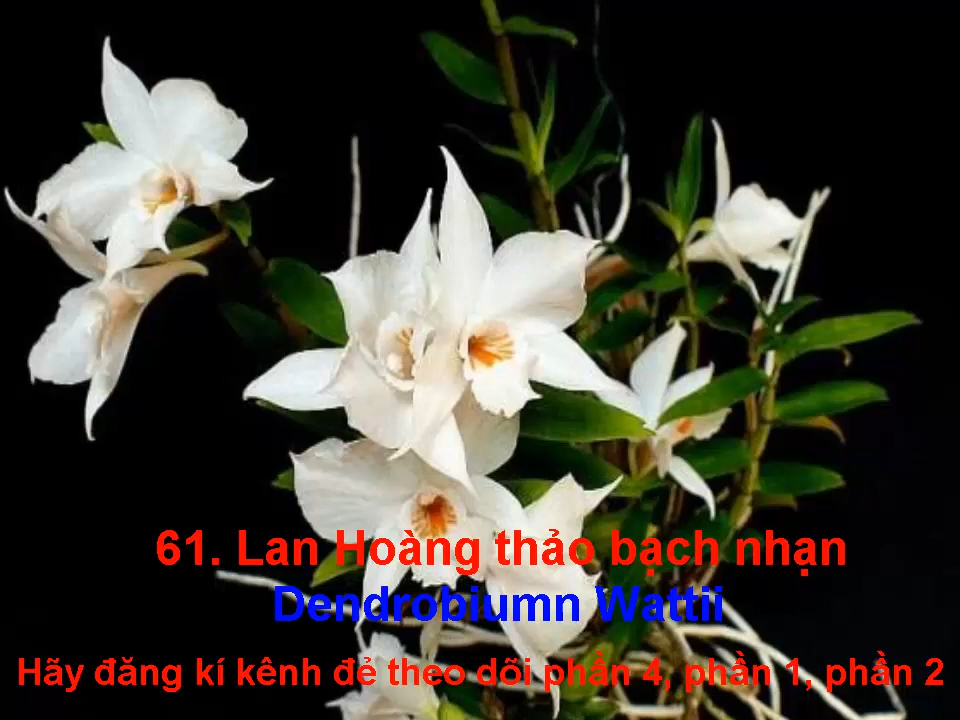 61. Lan Hoàng thảo bạch nhạn
Dendrobiumn Wattii
Hãy đăng kí kênh đẻ theo dõi phần 4, phần 1, phần 2